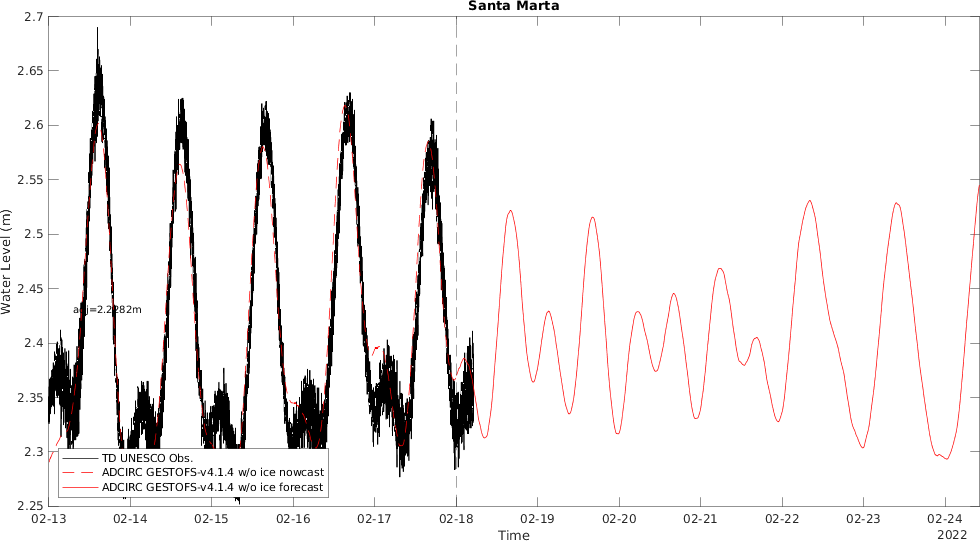 Santa Marta
2.7
2.65
2.6
2.55
2.5
2.45
2.4
2.35
2.3
2.25
Water Level (m)
adj=2.2282m
TD UNESCO Obs.
ADCIRC GESTOFS-v4.1.4 w/o ice nowcast
ADCIRC GESTOFS-v4.1.4 w/o ice forecast
02-13 02-14 02-15 02-16 02-17 02-18 02-19 02-20 02-21 02-22 02-23 02-24
2022
Time